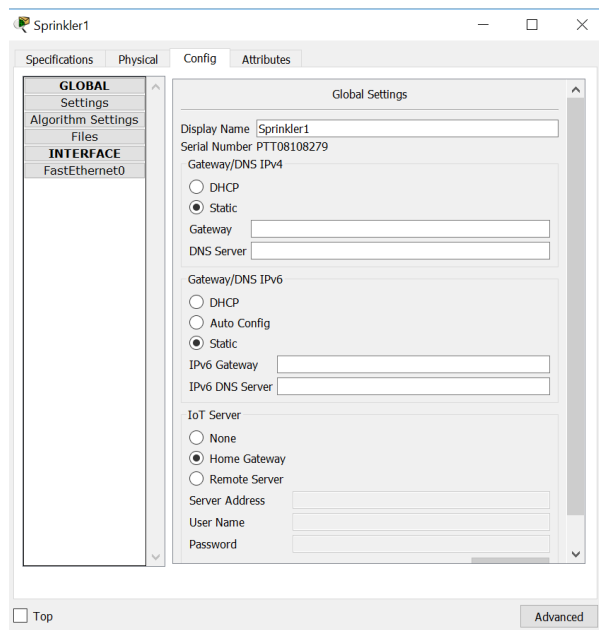 Sprinkler1
Specifications Physical Config Attributes
GLOBAL
Settings
Algorithm Settings
Files
INTERFACE
FastEthernet0
Global Settings
Display Name Sprinkler1
Serial Number PTT08108279
Gateway/DNS IPv4
DHCP
Static
Gateway
DNS Server
Gateway/DNS IPv6
DHCP
Auto Config
Static
IPv6 Gateway
IPv6 DNS Server
IoT Server
None
Home Gateway
Remote Server
Server Address
User Name
Password
Top
Advanced